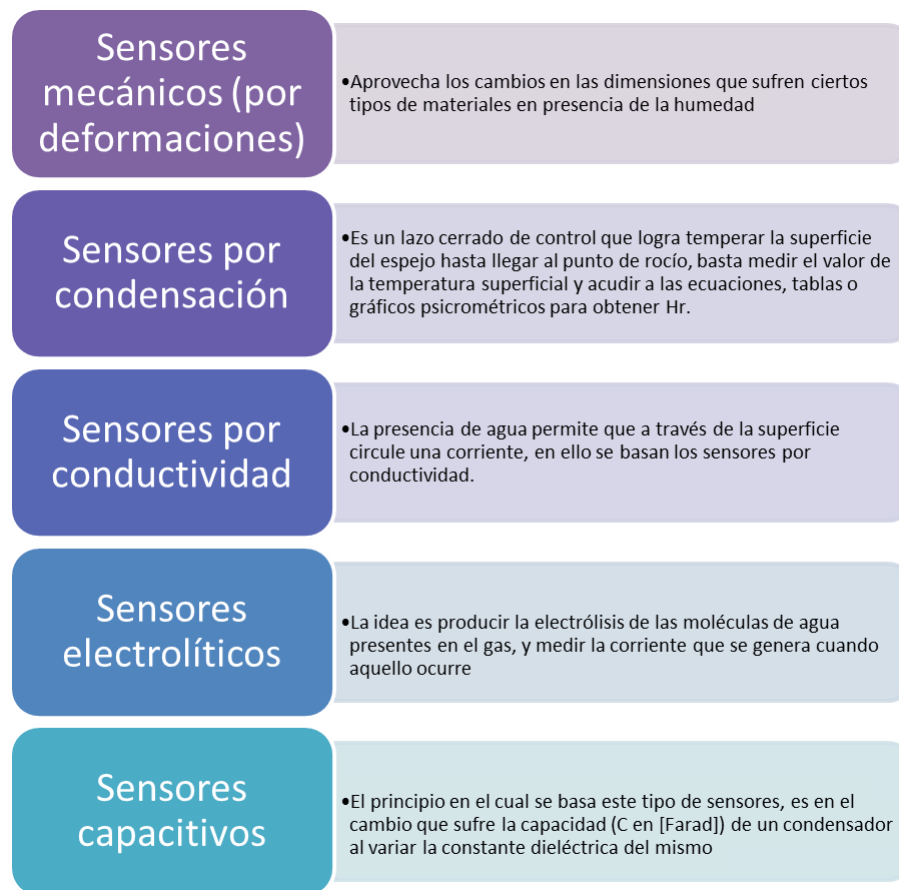 Sensores
mecánicos (por
deformaciones)
•Aprovecha los cambios en las dimensiones que sufren ciertos
tipos de materiales en presencia de la humedad
Sensores por
condensación
•Es un lazo cerrado de control que logra temperar la superficie
del espejo hasta llegar al punto de rocío, basta medir el valor de
la temperatura superficial y acudir a las ecuaciones, tablas o
gráficos psicrométricos para obtener Hr.
Sensores por
conductividad
•La presencia de agua permite que a través de la superficie
circule una corriente, en ello se basan los sensores por
conductividad.
Sensores
electrolíticos
•La idea es producir la electrólisis de las moléculas de agua
presentes en el gas, y medir la corriente que se genera cuando
aquello ocurre
Sensores
capacitivos
•El principio en el cual se basa este tipo de sensores, es en el
cambio que sufre la capacidad (C en [Farad]) de un condensador
al variar la constante dieléctrica del mismo